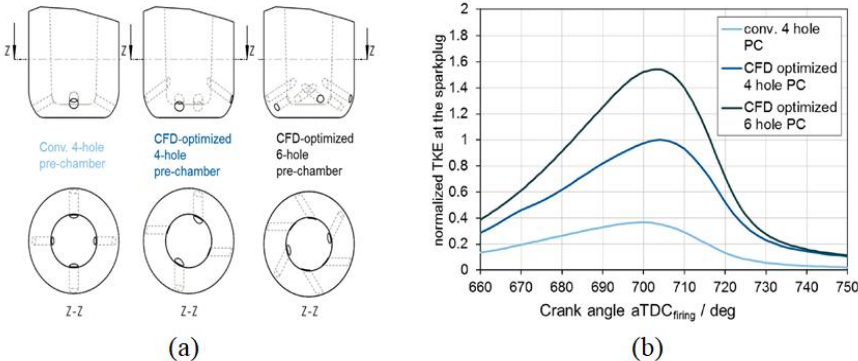 Z Z Z Z Z Z
Conv. 4-hole
pre-chamber
CFD-optimized
4-hole
pre-chamber
CFD-optimized
6-hole
pre-chamber
Z-Z
Z-Z
Z-Z
(a)
normalized TKE at the sparkplug
2
1.8
1.6
1.4
1.2
1
0.8
0.6
0.4
0.2
0
conv. 4 hole
PC
CFD optimized
4 hole PC
CFD optimized
6 hole PC
660 670 680 690 700 710 720 730 740 750
Crank angle aTDCfiring / deg
(b)